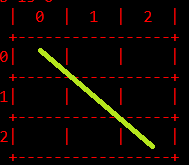 | 0 | 1 | 2 |
+-----+-----+-----+
0 | | | |
+-----+-----+-----+
1 | | | |
+-----+-----+-----+
2 | | | |
+-----+-----+-----+